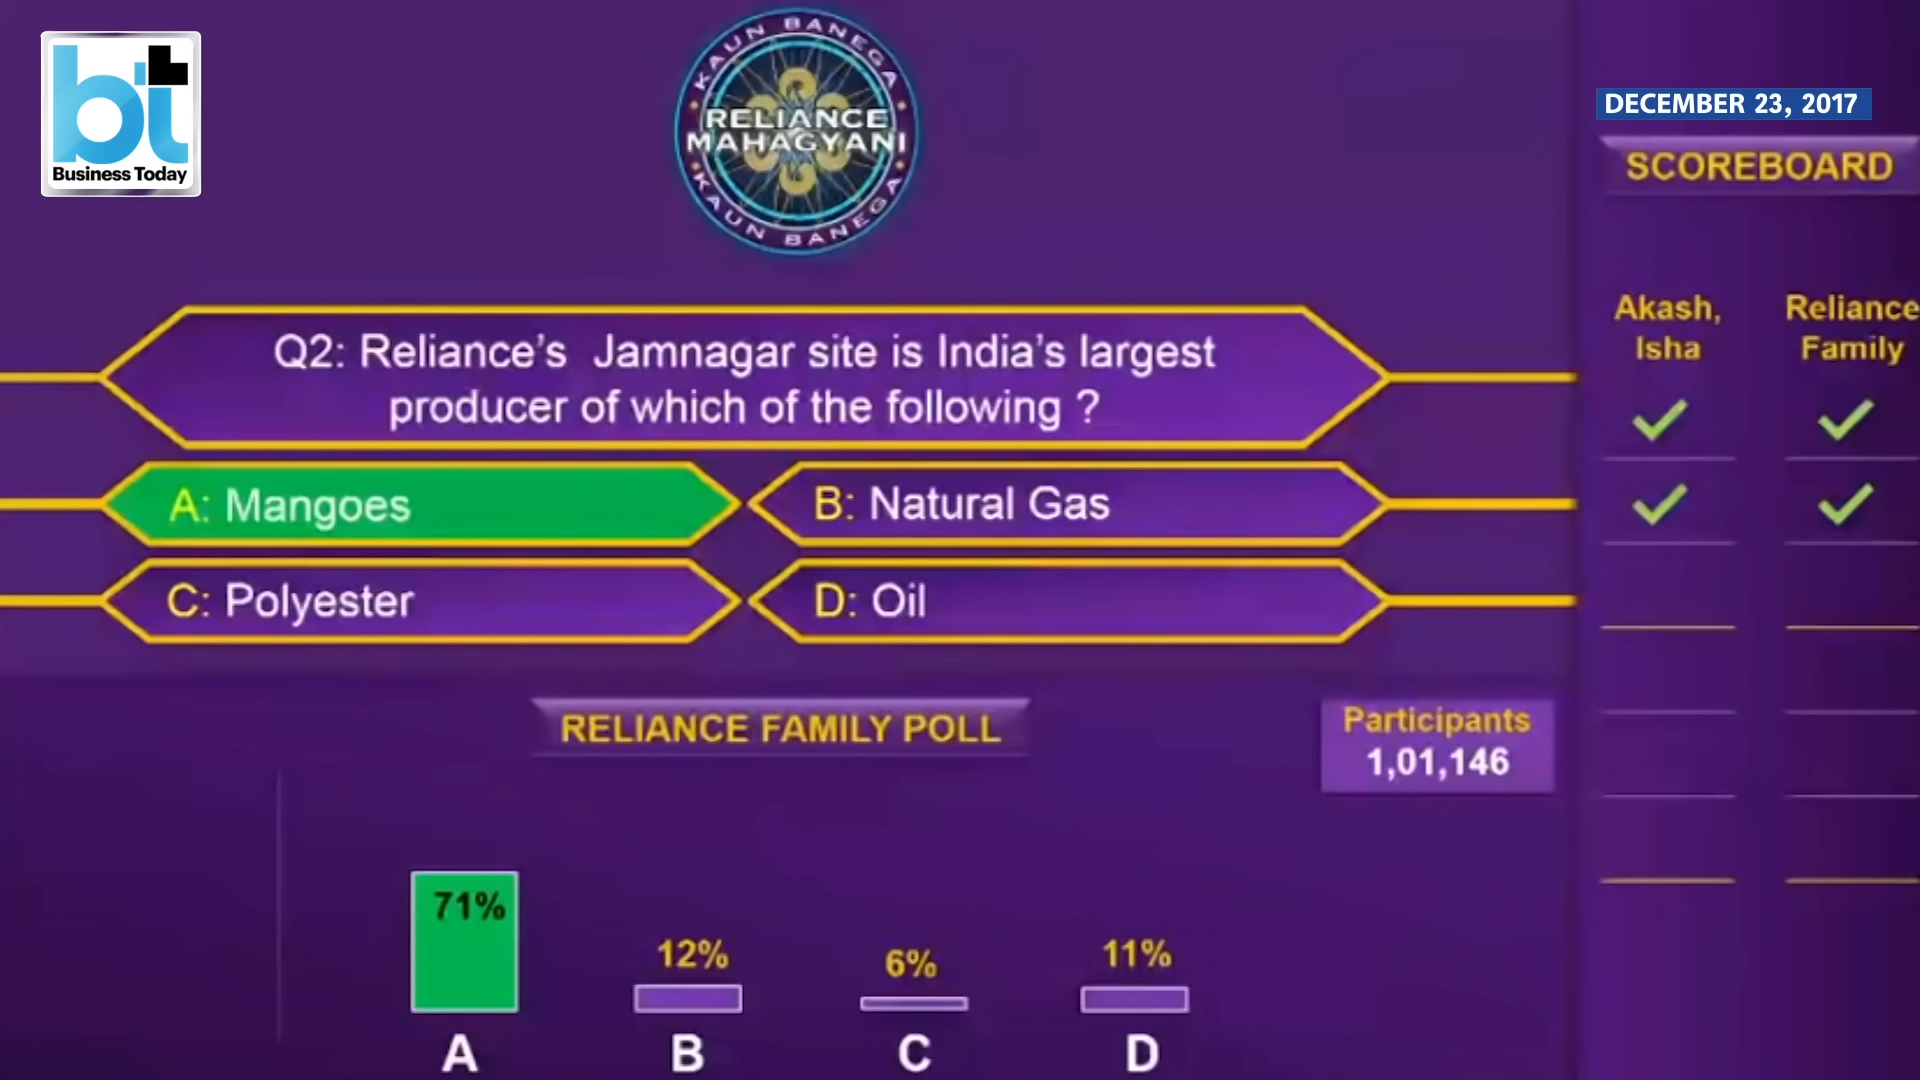 bt
Business Today
KAUN BANEGA
RELIANCE
MAHAGYANI
KAUN BANEGA
DECEMBER 23, 2017
SCOREBOARD
Akash,
Isha
Reliance
Family
Q2: Reliance's Jamnagar site is India's largest
producer of which of the following ?
A: Mangoes
B: Natural Gas
C: Polyester
D: Oil
RELIANCE FAMILY POLL
Participants
1,01,146
71%
12%
6%
11%
A
B
C
D